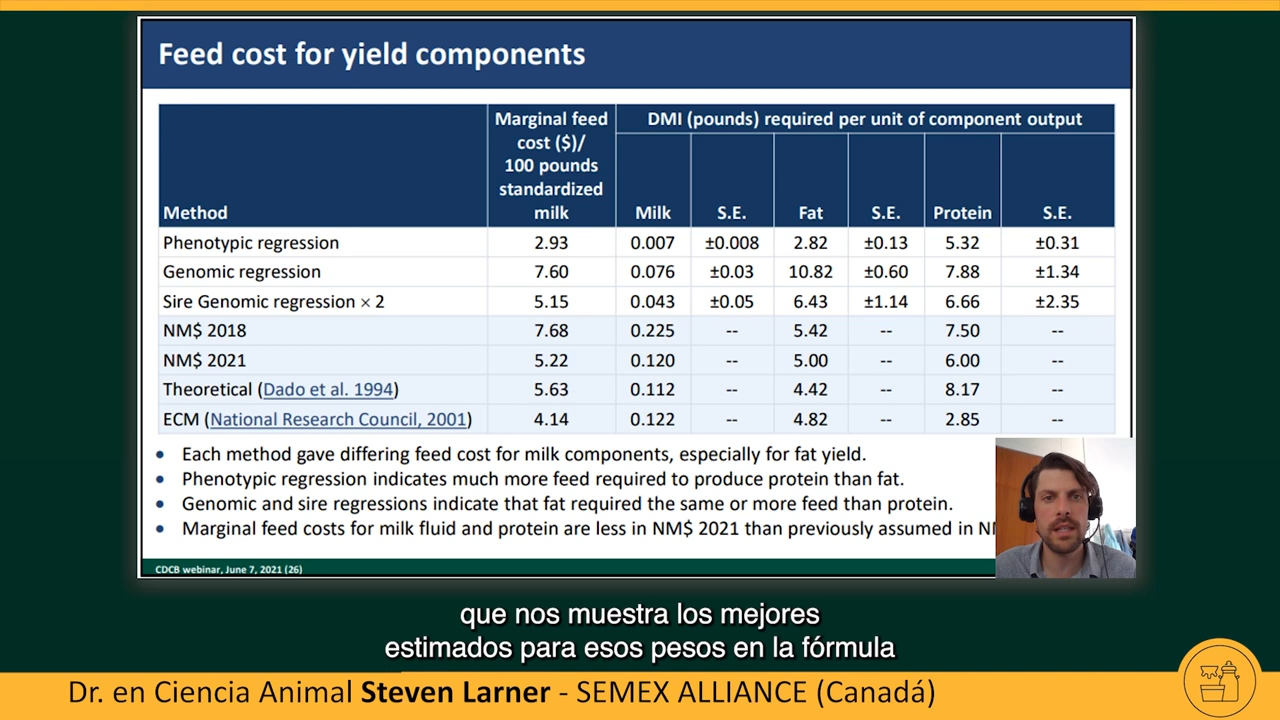 Feed cost for yield components
Marginal feed cost ($)/ 100 pounds standardized milk
DMI (pounds) required per unit of component output
Method Milk S.E. Fat S.E. Protein S.E.
Phenotypic regression 2.93 0.007 ±0.008 2.82 ±0.13 5.32 ±0.31
Genomic regression 7.60 0.076 ±0.03 10.82 ±0.60 7.88 ±1.34
Sire Genomic regression × 2 5.15 0.043 ±0.05 6.43 ±1.14 6.66 ±2.35
NM$ 2018 7.68 0.225 -- 5.42 -- 7.50 --
NM$ 2021 5.22 0.120 -- 5.00 -- 6.00 --
Theoretical (Dado et al. 1994) 5.63 0.112 -- 4.42 -- 8.17 --
ECM (National Research Council, 2001) 4.14 0.122 -- 4.82 -- 2.85 --
• Each method gave differing feed cost for milk components, especially for fat yield.
• Phenotypic regression indicates much more feed required to produce protein than fat.
• Genomic and sire regressions indicate that fat required the same or more feed than protein.
• Marginal feed costs for milk fluid and protein are less in NM$ 2021 than previously assumed in
CDCB webinar, June 7, 2021 (26)
que nos muestra los mejores
estimados para esos pesos en la fórmula
Dr. en Ciencia Animal Steven Larner - SEMEX ALLIANCE (Canadá)